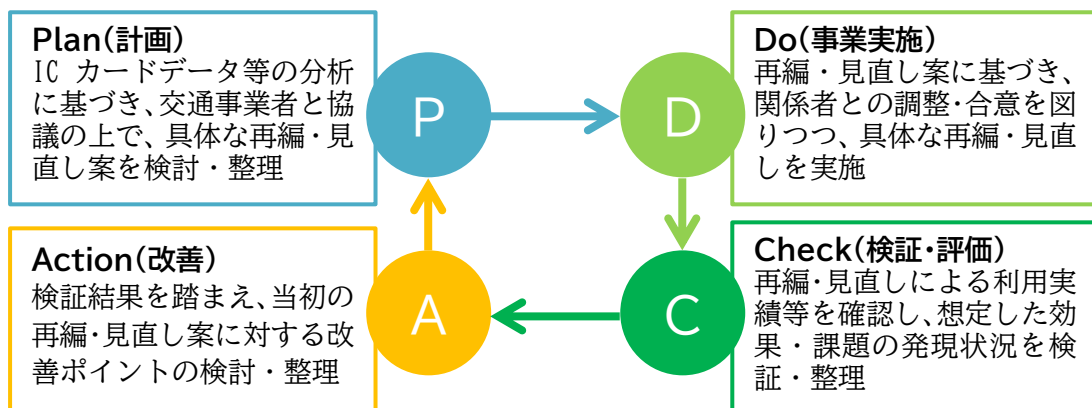 Plan(計画)
IC カードデータ等の分析
に基づき、交通事業者と協
議の上で、具体な再編・見
直し案を検討・整理
P
D
Do(事業実施)
再編・見直し案に基づき、
関係者との調整・合意を図
りつつ、具体な再編・見直
しを実施
Action(改善)
検証結果を踏まえ、当初の
再編・見直し案に対する改
善ポイントの検討・整理
A
C
Check(検証・評価)
再編・見直しによる利用実
績等を確認し、想定した効
果・課題の発現状況を検
証・整理